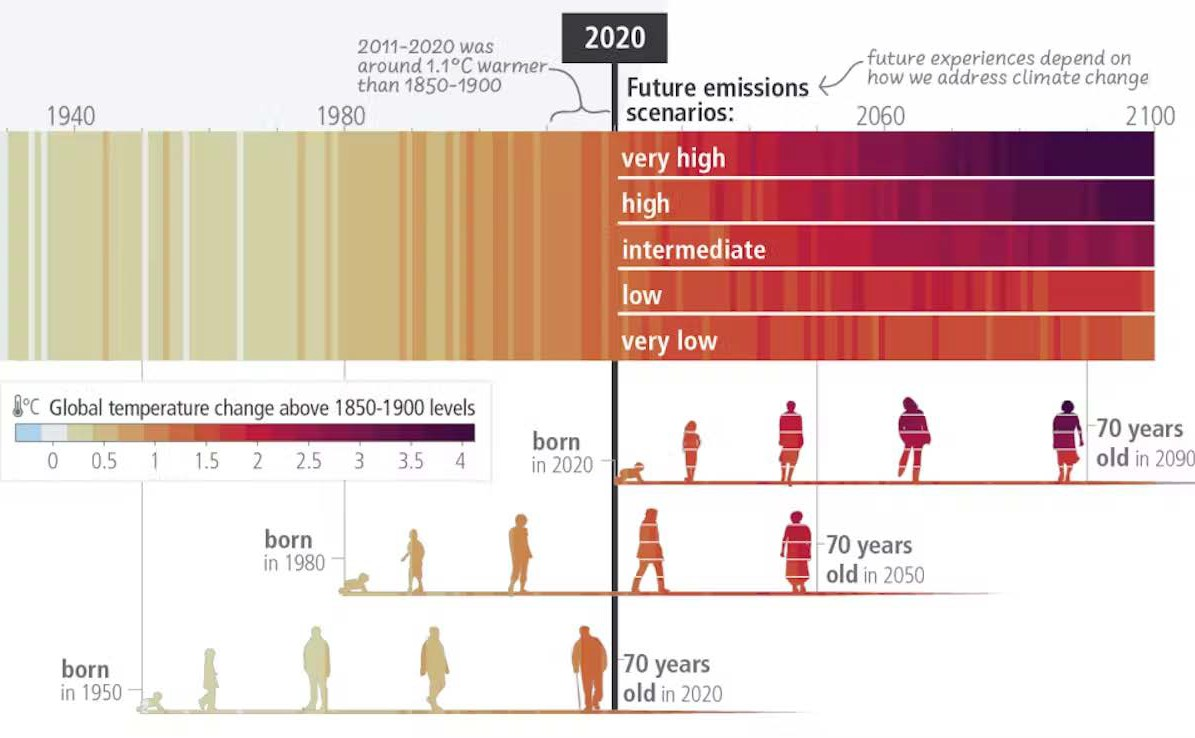 2020
2011-2020 was
around 1.1°C warmer
than 1850-1900
future experiences depend on
how we address climate change
Future emissions
scenarios:
1940
1980
2060
2100
very high
high
intermediate
low
very low
°C Global temperature change above 1850-1900 levels
0 0.5 1 1.5 2 2.5 3 3.5 4
born
in 2020
70 years
old in 2090
born
in 1980
70 years
old in 2050
born
in 1950
70 years
old in 2020